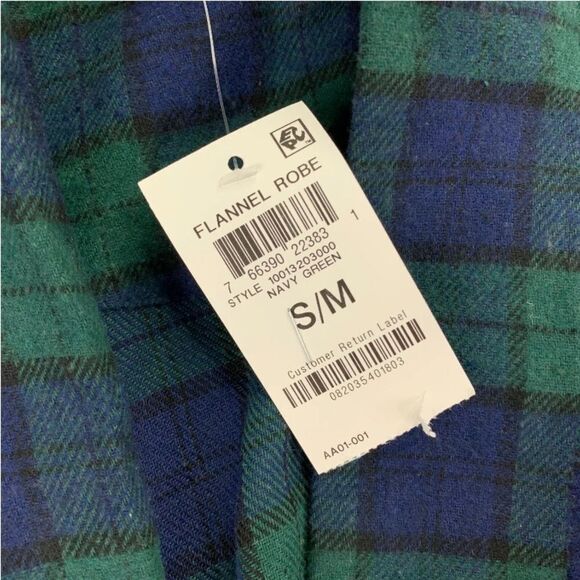 FLANNEL ROBE
7 66390 22383 1
STYLE 10013203000
NAVY GREEN
S/M
Customer Return Label
082035401803
AA01-001